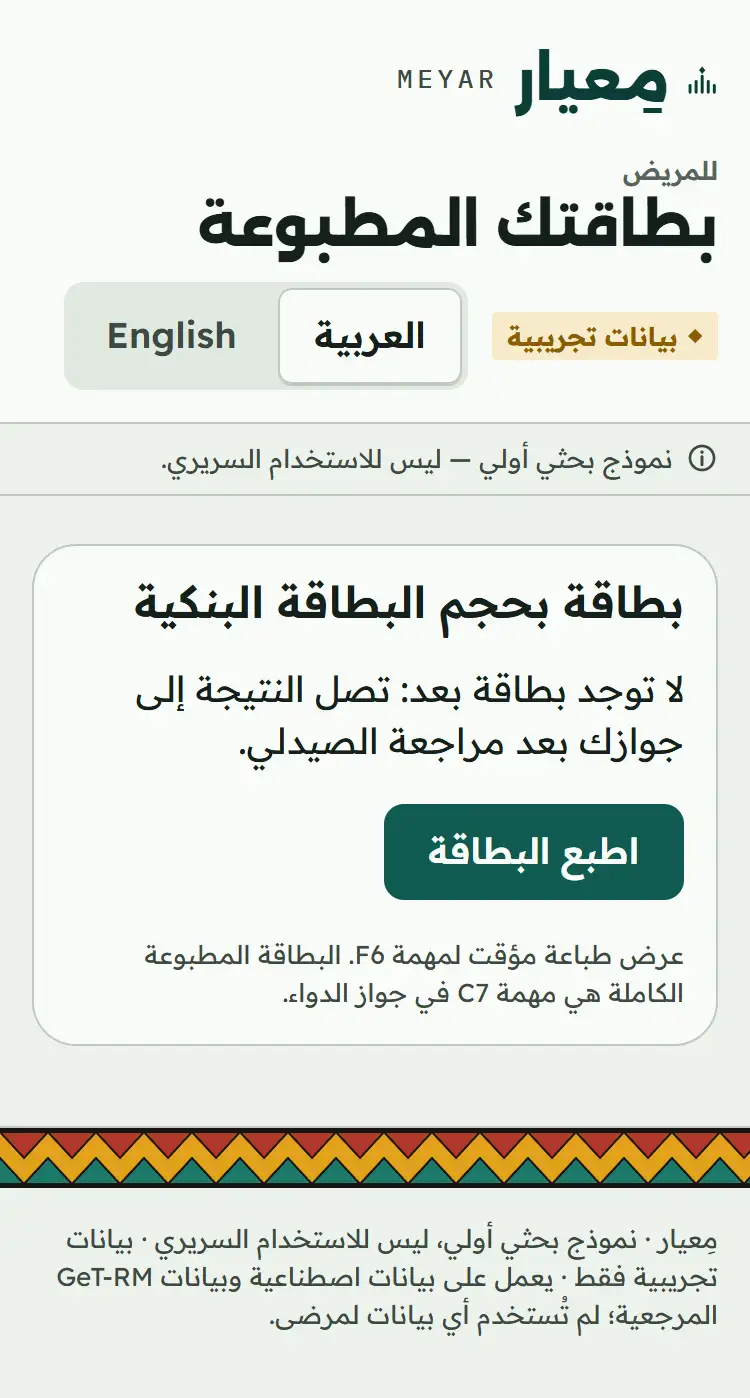 مِعيار MEYAR
للمريض
بطاقتك المطبوعة
بيانات تجريبية
العربية English
نموذج بحثي أولي — ليس للاستخدام السريري.
بطاقة بحجم البطاقة البنكية
لا توجد بطاقة بعد: تصل النتيجة إلى
جوازك بعد مراجعة الصيدلي.
اطبع البطاقة
عرض طباعة مؤقت لمهمة F6. البطاقة المطبوعة
الكاملة هي مهمة C7 في جواز الدواء.
مِعيار · نموذج بحثي أولي، ليس للاستخدام السريري · بيانات
تجريبية فقط · يعمل على بيانات اصطناعية وبيانات GeT-RM
المرجعية؛ لم تُستخدم أي بيانات لمرضى.